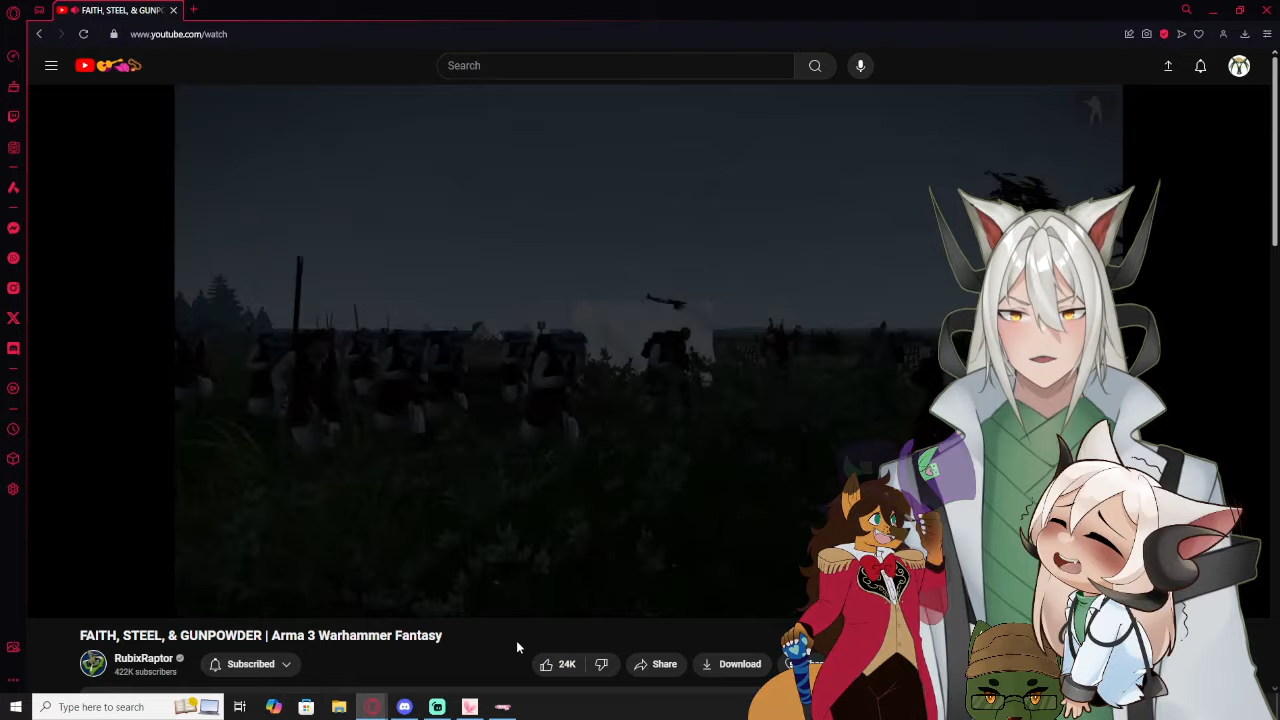 FAITH, STEEL, & GUNPO
www.youtube.com/watch
Search
FAITH, STEEL, & GUNPOWDER | Arma 3 Warhammer Fantasy
RubixRaptor
422K subscribers
Subscribed
24K
Share
Download
Type here to search